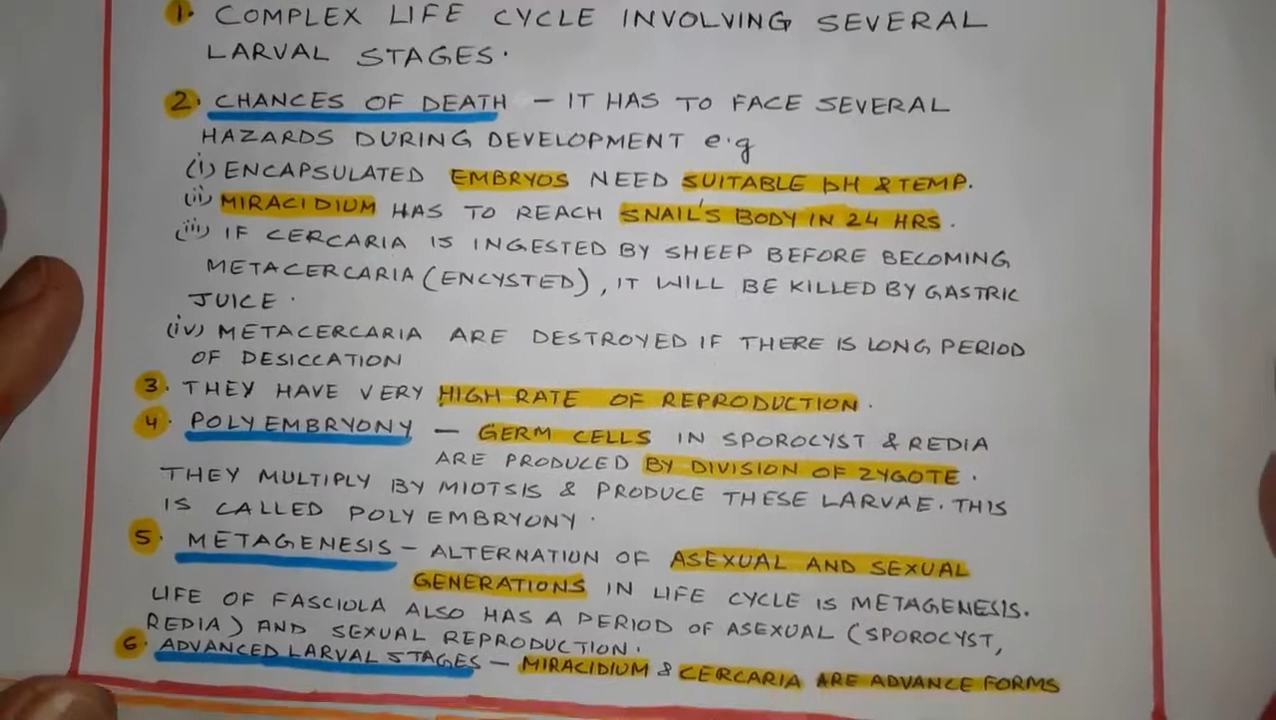 1. COMPLEX LIFE CYCLE INVOLVING SEVERAL
LARVAL STAGES.
2. CHANCES OF DEATH – IT HAS TO FACE SEVERAL
HAZARDS DURING DEVELOPMENT e.g
(i) ENCAPSULATED EMBRYOS NEED SUITABLE pH & TEMP.
(ii) MIRACIDIUM HAS TO REACH SNAIL'S BODY IN 24 HRS.
(iii) IF CERCARIA IS INGESTED BY SHEEP BEFORE BECOMING
METACERCARIA (ENCYSTED), IT WILL BE KILLED BY GASTRIC
JUICE.
(iv) METACERCARIA ARE DESTROYED IF THERE IS LONG PERIOD
OF DESICCATION
3. THEY HAVE VERY HIGH RATE OF REPRODUCTION.
4. POLYEMBRYONY – GERM CELLS IN SPOROCYST & REDIA
ARE PRODUCED BY DIVISION OF ZYGOTE.
THEY MULTIPLY BY MIOTSIS & PRODUCE THESE LARVAE. THIS
IS CALLED POLYEMBRYONY.
5. METAGENESIS – ALTERNATION OF ASEXUAL AND SEXUAL
GENERATIONS IN LIFE CYCLE IS METAGENESIS.
LIFE OF FASCIOLA ALSO HAS A PERIOD OF ASEXUAL (SPOROCYST,
REDIA) AND SEXUAL REPRODUCTION.
6. ADVANCED LARVAL STAGES – MIRACIDIUM & CERCARIA ARE ADVANCE FORMS